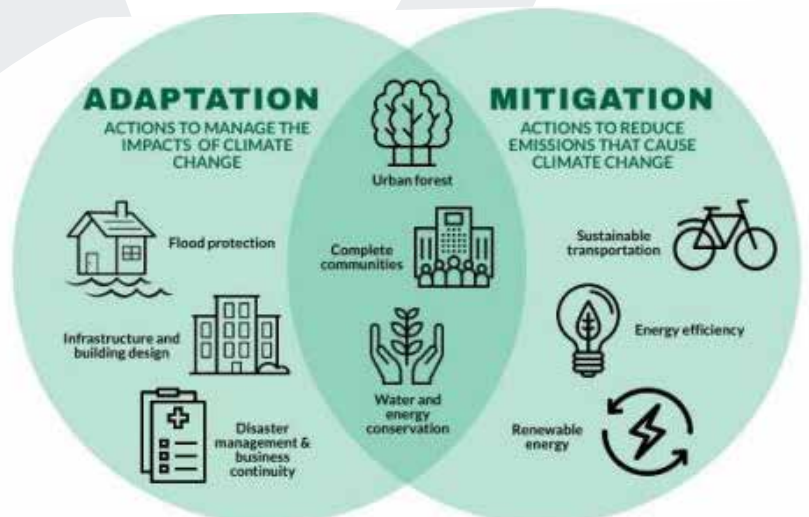 ADAPTATION
ACTIONS TO MANAGE THE
IMPACTS OF CLIMATE
CHANGE
Flood protection
Infrastructure and
building design
Disaster
management &
business
continuity
Urban forest
Complete
communities
Water and
energy
conservation
MITIGATION
ACTIONS TO REDUCE
EMISSIONS THAT CAUSE
CLIMATE CHANGE
Sustainable
transportation
Energy efficiency
Renewable
energy